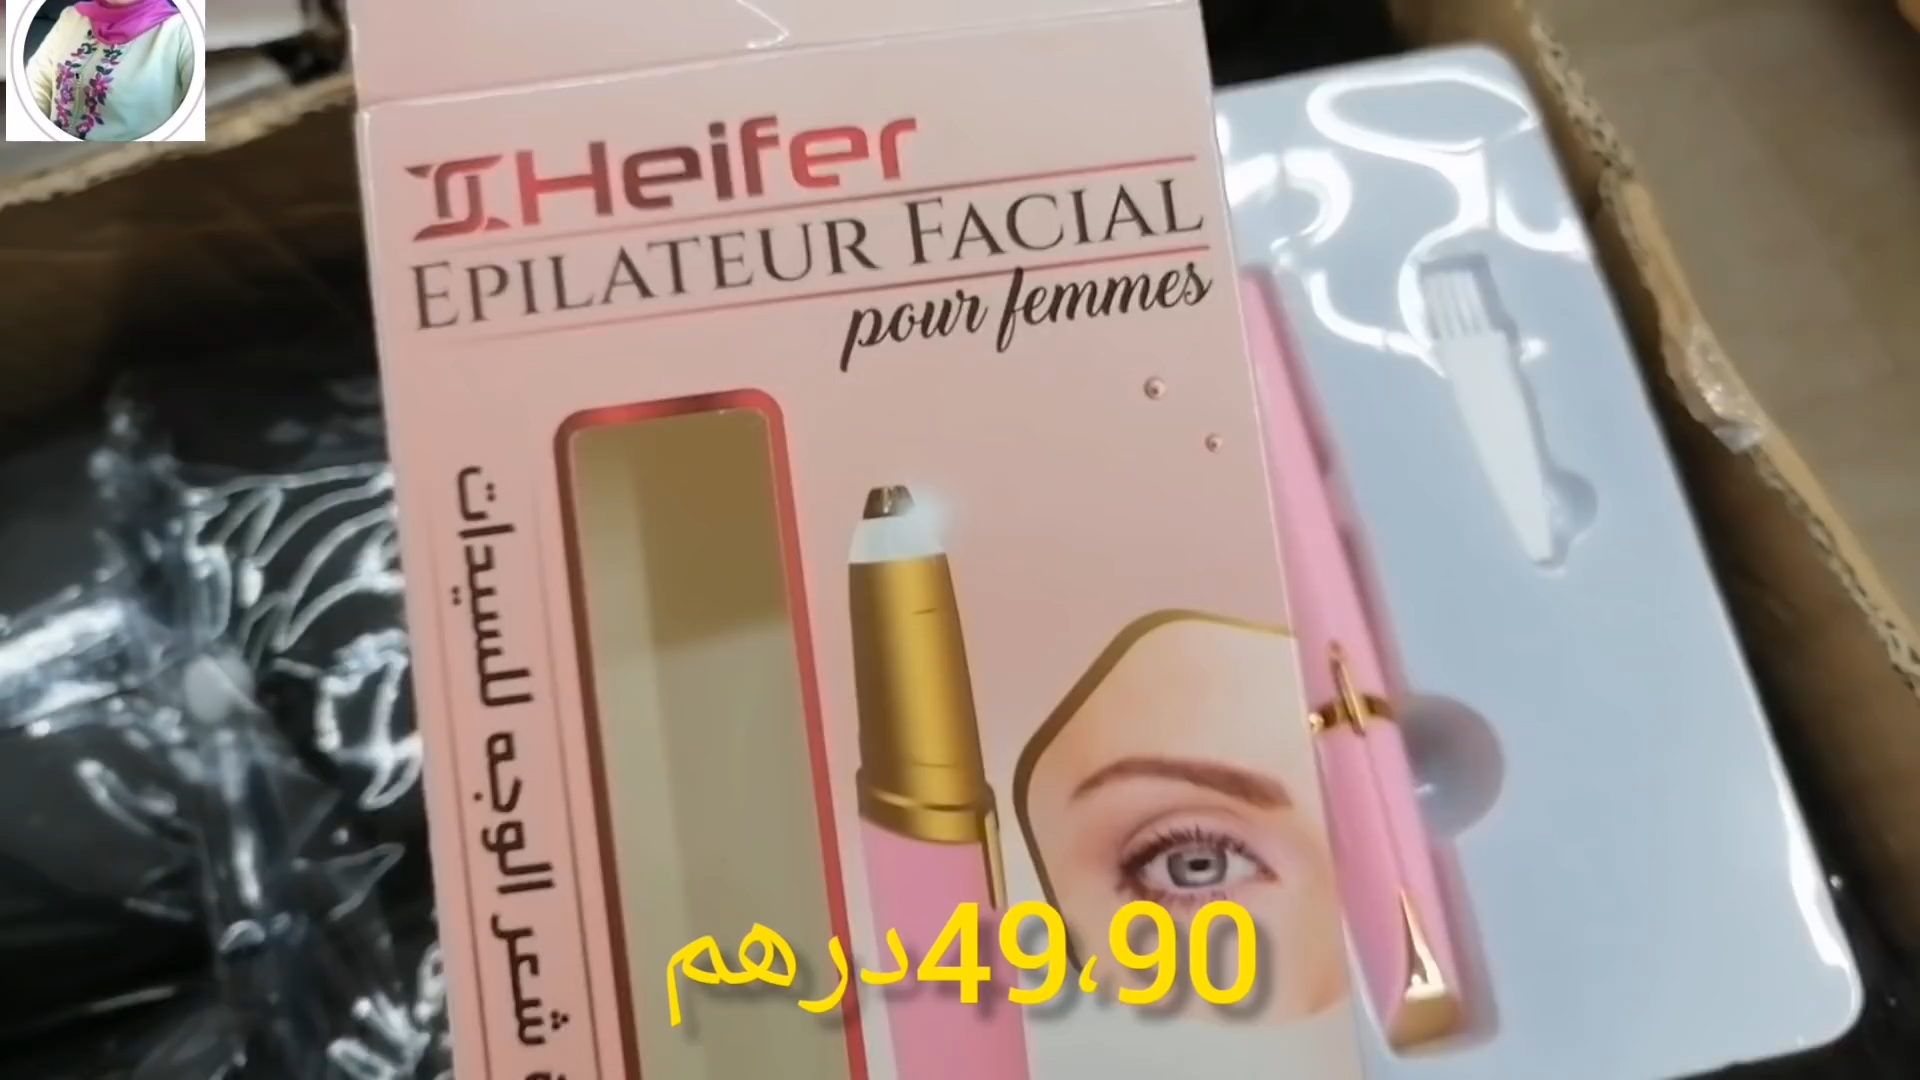 Heifer
EPILATEUR FACIAL
pour femmes
شعر الوجه للسيدات
49،90درهم